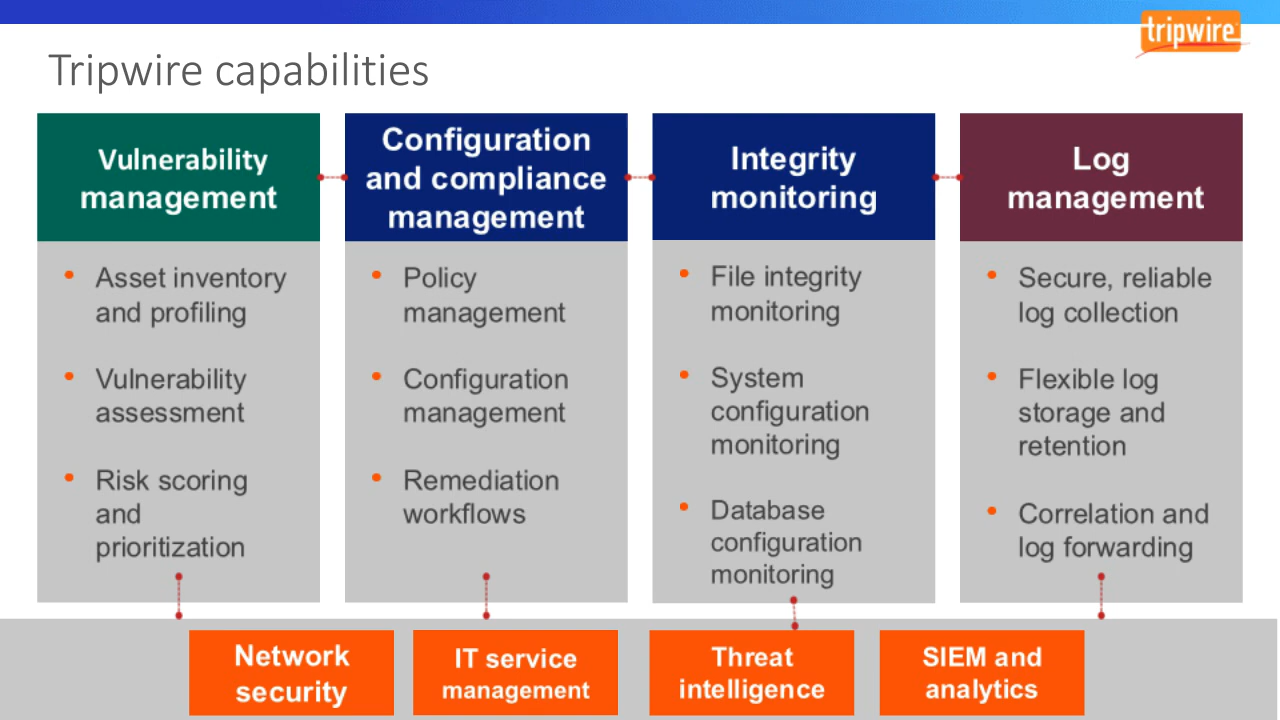 tripwire
Tripwire capabilities
Vulnerability
management
• Asset inventory
and profiling
• Vulnerability
assessment
• Risk scoring
and
prioritization
Configuration
and compliance
management
• Policy
management
• Configuration
management
• Remediation
workflows
Integrity
monitoring
• File integrity
monitoring
• System
configuration
monitoring
• Database
configuration
monitoring
Log
management
• Secure, reliable
log collection
• Flexible log
storage and
retention
• Correlation and
log forwarding
Network
security
IT service
management
Threat
intelligence
SIEM and
analytics